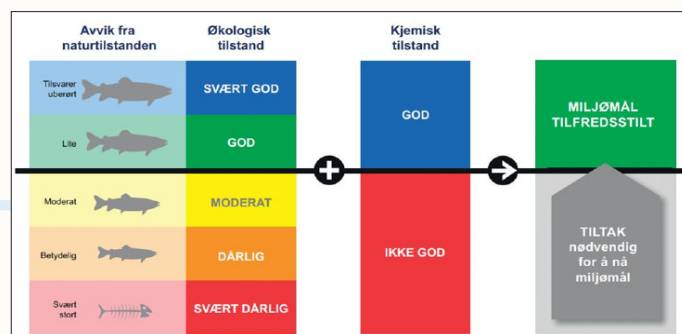 Avvik fra
naturtilstanden
Økologisk
tilstand
Kjemisk
tilstand
Tilsvarer
uberørt
SVÆRT GOD
Lite
GOD
Moderat
MODERAT
Betydelig
DÅRLIG
Svært
stort
SVÆRT DÅRLIG
GOD
IKKE GOD
MILJØMÅL
TILFREDSSTILT
TILTAK
nødvendig
for å nå
miljømål